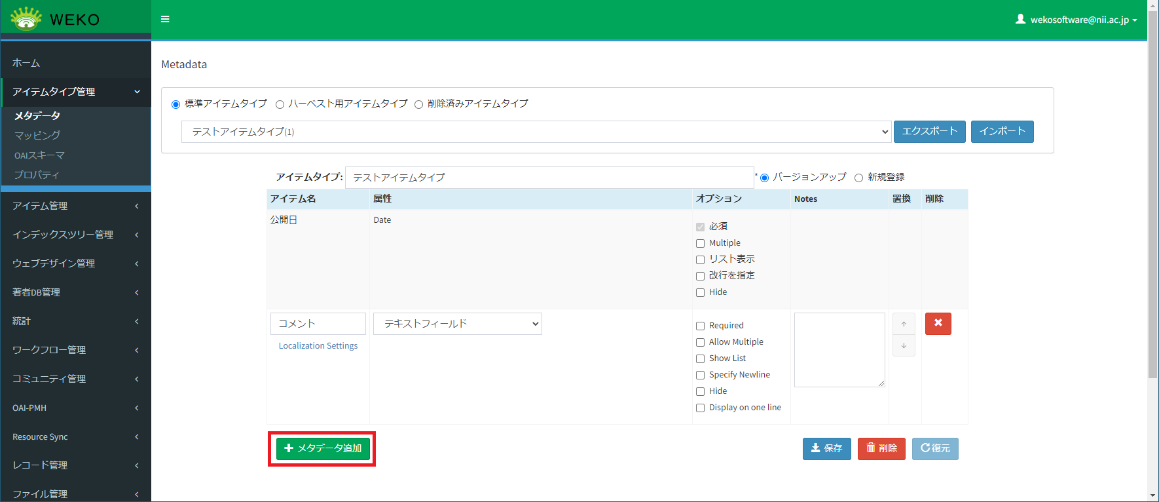 WEKO
wekosoftware@nii.ac.jp
ホーム
アイテムタイプ管理
メタデータ
マッピング
OAIスキーマ
プロパティ
アイテム管理
インデックスツリー管理
ウェブデザイン管理
著者DB管理
統計
ワークフロー管理
コミュニティ管理
OAI-PMH
Resource Sync
レコード管理
ファイル管理
Metadata
標準アイテムタイプ ハーベスト用アイテムタイプ 削除済みアイテムタイプ
テストアイテムタイプ(1) エクスポート インポート
アイテムタイプ: テストアイテムタイプ * バージョンアップ 新規登録
アイテム名 属性 オプション Notes 置換 削除
公開日 Date
必須
Multiple
リスト表示
改行を指定
Hide
コメント テキストフィールド
Localization Settings
Required
Allow Multiple
Show List
Specify Newline
Hide
Display on one line
メタデータ追加 保存 削除 復元